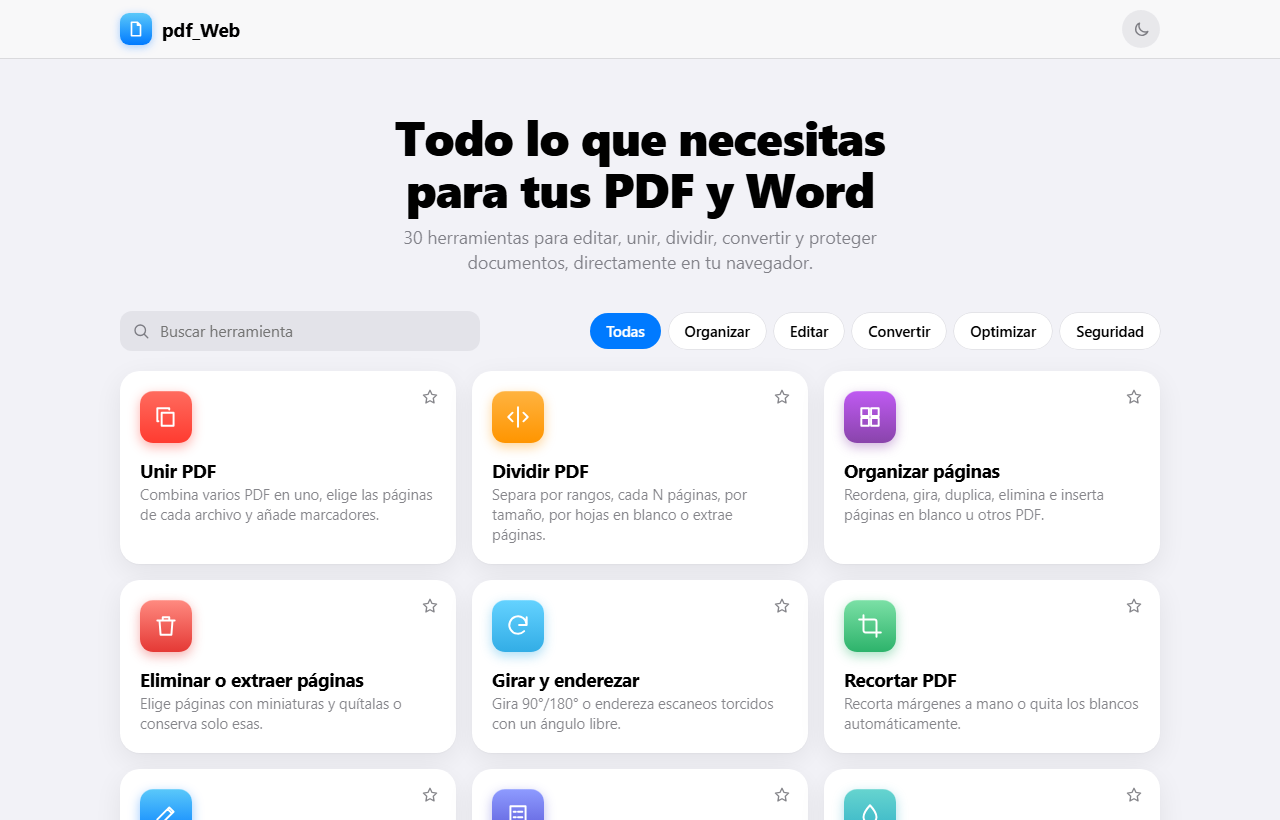 pdf_Web
Todo lo que necesitas
para tus PDF y Word
30 herramientas para editar, unir, dividir, convertir y proteger
documentos, directamente en tu navegador.
Buscar herramienta
Todas
Organizar
Editar
Convertir
Optimizar
Seguridad
Unir PDF
Combina varios PDF en uno, elige las páginas
de cada archivo y añade marcadores.
Dividir PDF
Separa por rangos, cada N páginas, por
tamaño, por hojas en blanco o extrae
páginas.
Organizar páginas
Reordena, gira, duplica, elimina e inserta
páginas en blanco u otros PDF.
Eliminar o extraer páginas
Elige páginas con miniaturas y quítalas o
conserva solo esas.
Girar y enderezar
Gira 90°/180° o endereza escaneos torcidos
con un ángulo libre.
Recortar PDF
Recorta márgenes a mano o quita los blancos
automáticamente.